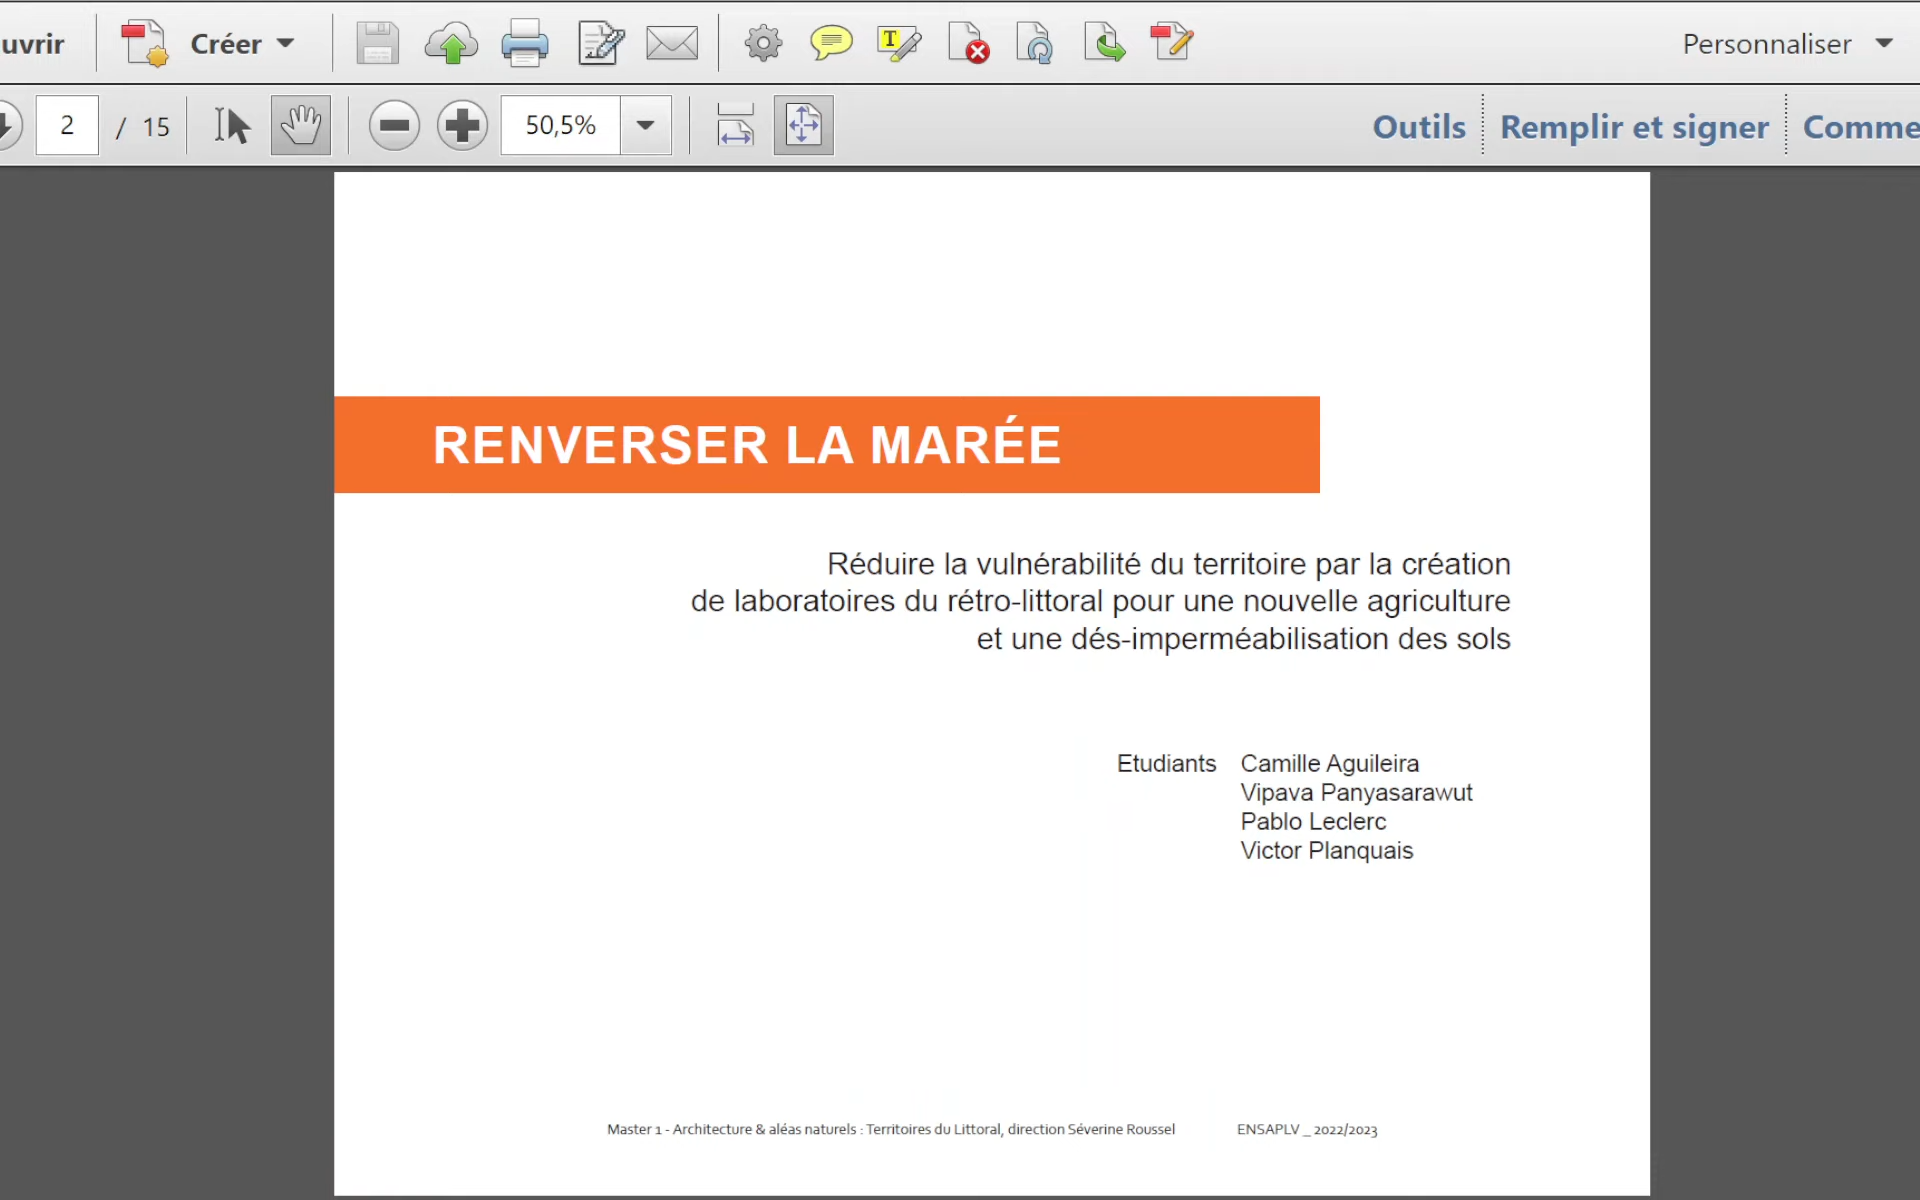 uvrir Créer Personnaliser
2 / 15 50,5% Outils Remplir et signer Comme
RENVERSER LA MARÉE
Réduire la vulnérabilité du territoire par la création
de laboratoires du rétro-littoral pour une nouvelle agriculture
et une dés-imperméabilisation des sols
Etudiants Camille Aguileira
Vipava Panyasarawut
Pablo Leclerc
Victor Planquais
Master 1 - Architecture & aléas naturels : Territoires du Littoral, direction Séverine Roussel ENSAPLV _ 2022/2023